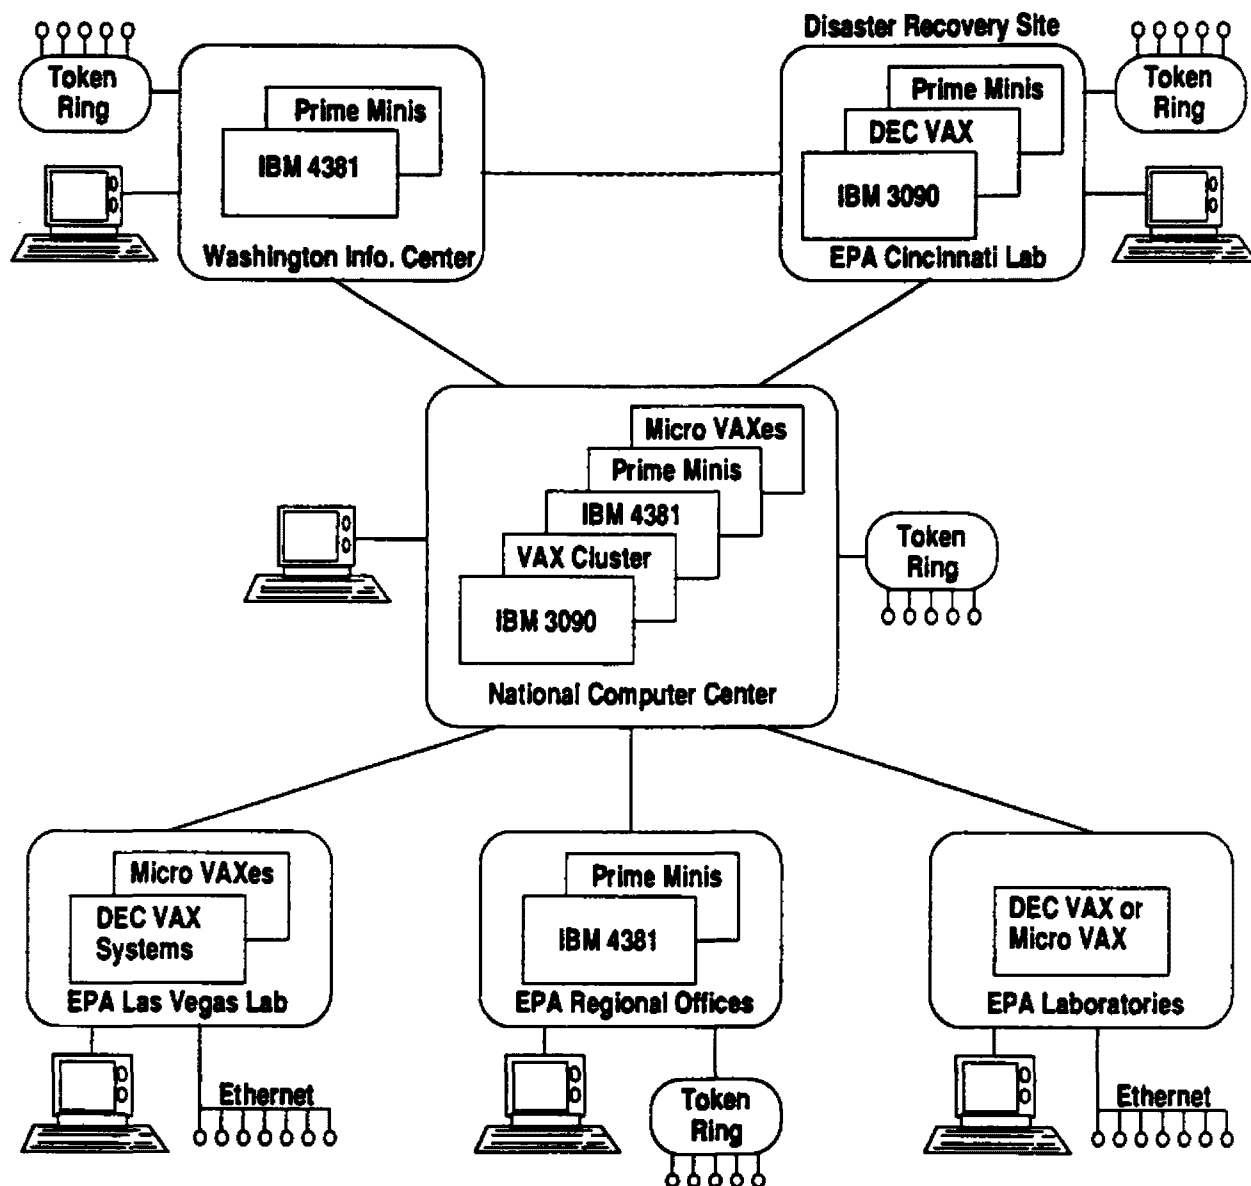 Disaster Recovery Site
Token
Ring
Prime Minis
IBM 4381
Washington Info. Center
Prime Minis
DEC VAX
IBM 3090
EPA Cincinnati Lab
Token
Ring
Micro VAXes
Prime Minis
IBM 4381
VAX Cluster
IBM 3090
National Computer Center
Token
Ring
Micro VAXes
DEC VAX
Systems
EPA Las Vegas Lab
Ethernet
Prime Minis
IBM 4381
EPA Regional Offices
Token
Ring
DEC VAX or
Micro VAX
EPA Laboratories
Ethernet